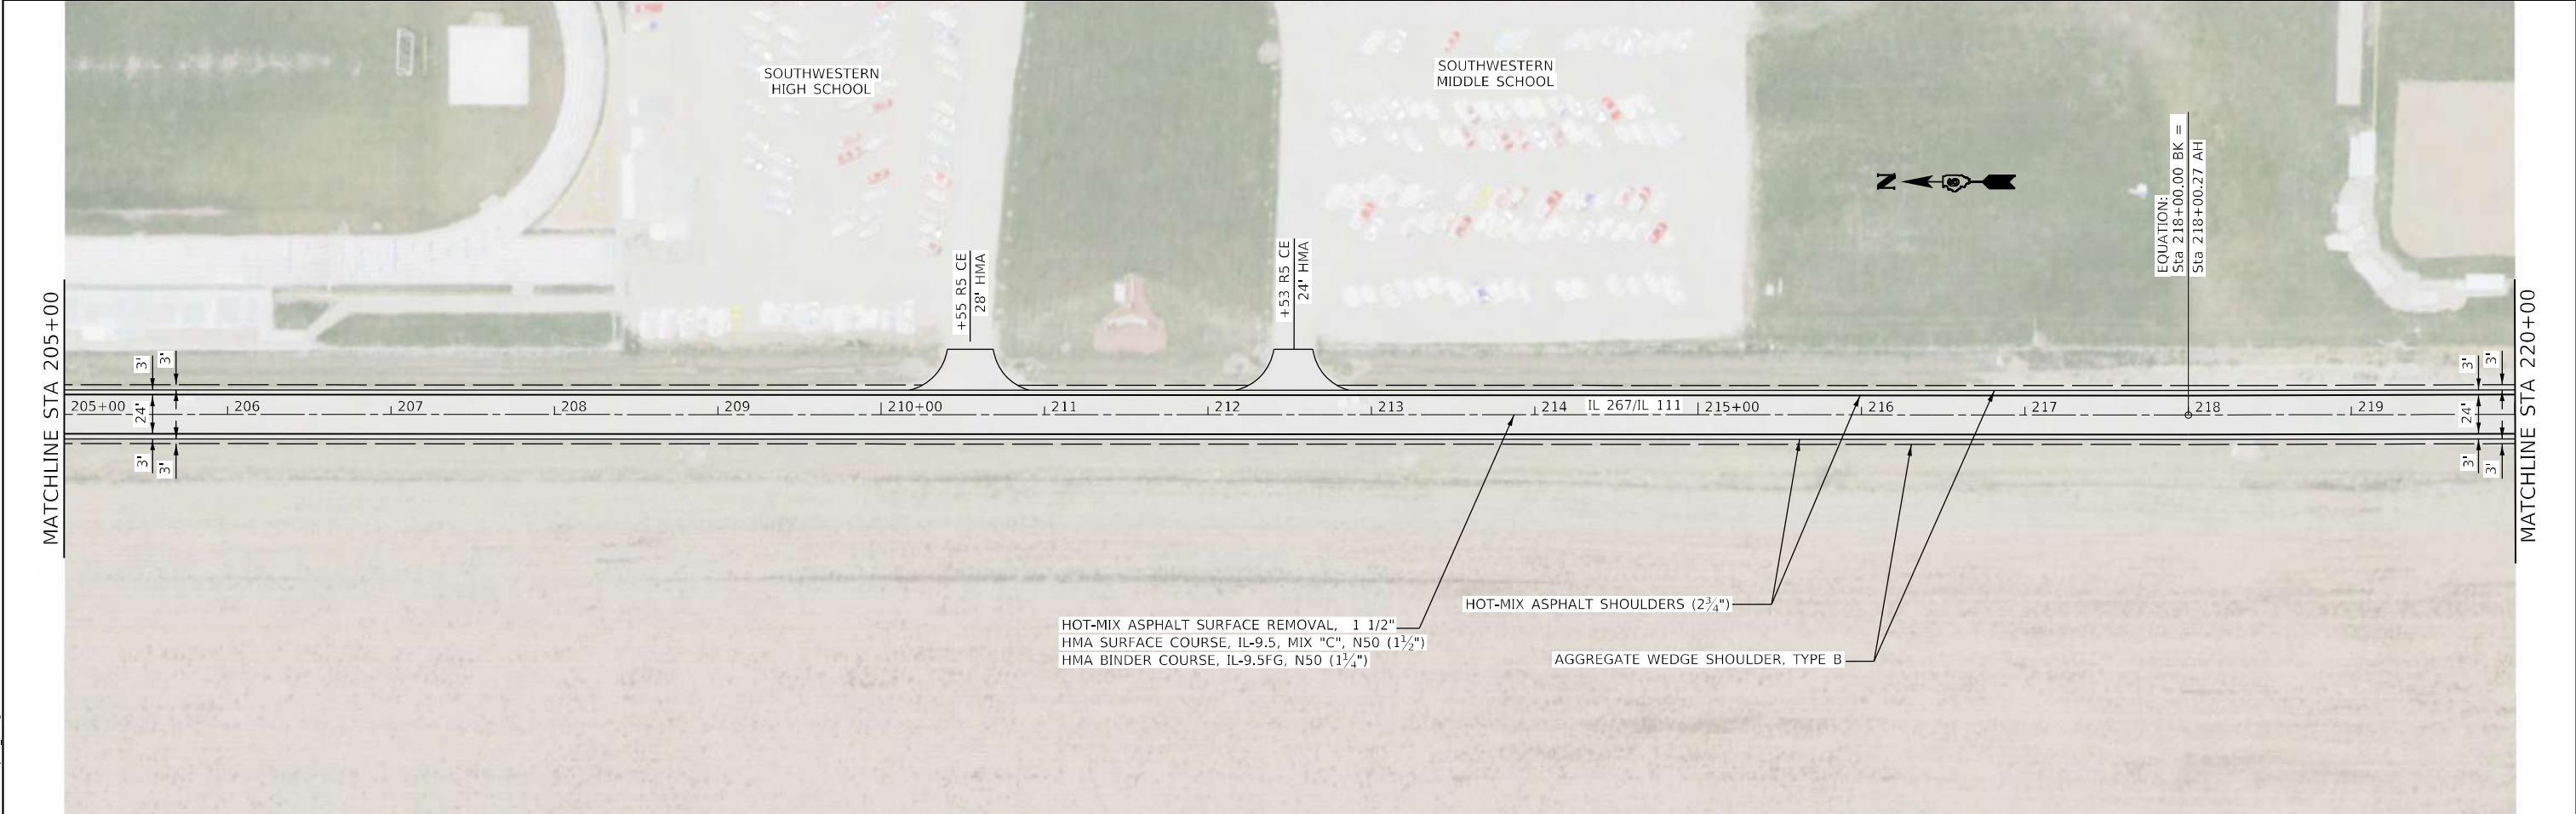 SOUTHWESTERN
HIGH SCHOOL
SOUTHWESTERN
MIDDLE SCHOOL
N
EQUATION:
Sta 218+00.00 BK =
Sta 218+00.27 AH
+55 R5 CE
28' HMA
+53 R5 CE
24' HMA
MATCHLINE STA 205+00
MATCHLINE STA 220+00
3'
3'
3'
3'
205+00
206
207
208
209
210+00
211
212
213
214
IL 267/IL 111
215+00
216
217
218
219
24'
24'
3'
3'
3'
3'
HOT-MIX ASPHALT SHOULDERS (2¾")
HOT-MIX ASPHALT SURFACE REMOVAL, 1 1/2"
HMA SURFACE COURSE, IL-9.5, MIX "C", N50 (1½")
HMA BINDER COURSE, IL-9.5FG, N50 (1¼")
AGGREGATE WEDGE SHOULDER, TYPE B